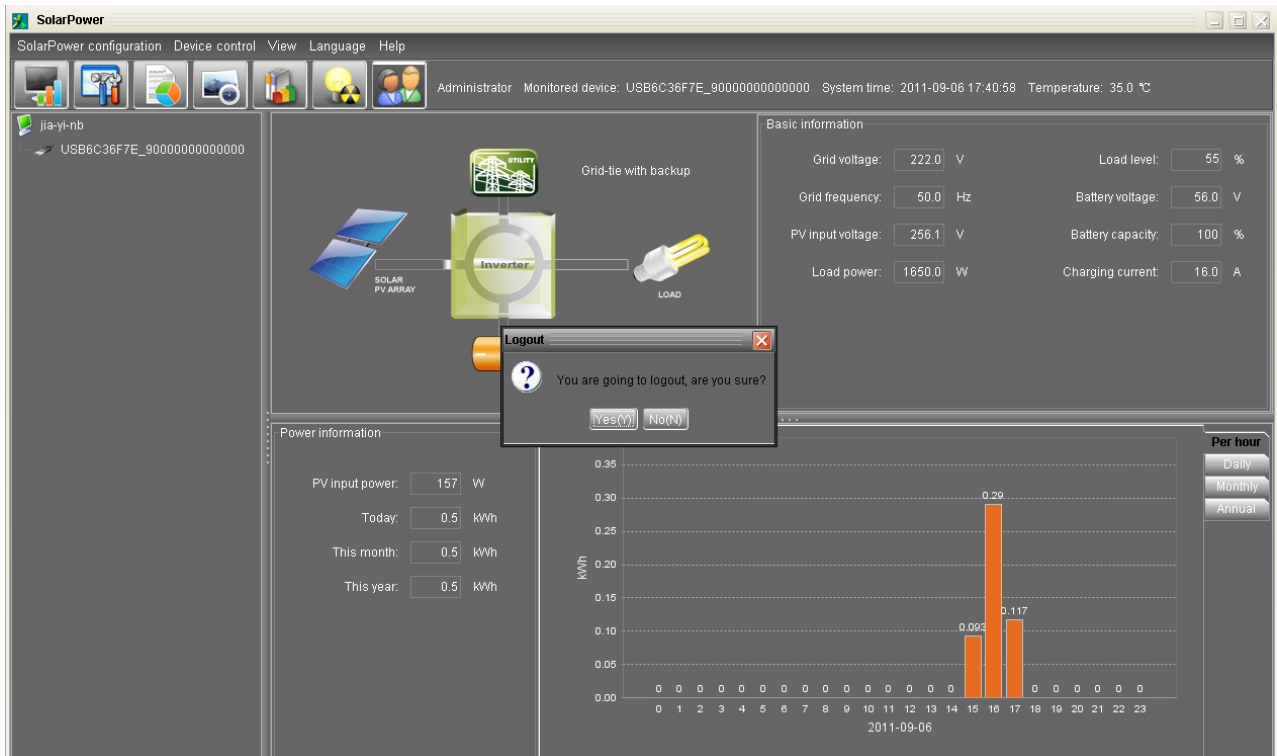 SolarPower
SolarPower configuration Device control View Language Help
Administrator Monitored device: USB6C36F7E_90000000000000 System time: 2011-09-06 17:40:58 Temperature: 35.0 ℃
jia-yi-nb
USB6C36F7E_90000000000000
UTILITY
Grid-tie with backup
Inverter
SOLAR
PV ARRAY
LOAD
Basic information
Grid voltage: 222.0 V Load level: 55 %
Grid frequency: 50.0 Hz Battery voltage: 56.0 V
PV input voltage: 256.1 V Battery capacity: 100 %
Load power: 1650.0 W Charging current: 16.0 A
Logout
? You are going to logout, are you sure?
Yes(Y) No(N)
Power information
PV input power: 157 W
Today: 0.5 kWh
This month: 0.5 kWh
This year: 0.5 kWh
Per hour
Daily
Monthly
Annual
kWh
0.35
0.30
0.25
0.20
0.15
0.10
0.05
0.00
0.29
0.117
0.093
0 0 0 0 0 0 0 0 0 0 0 0 0 0 0 0 0 0 0 0 0
0 1 2 3 4 5 6 7 8 9 10 11 12 13 14 15 16 17 18 19 20 21 22 23
2011-09-06